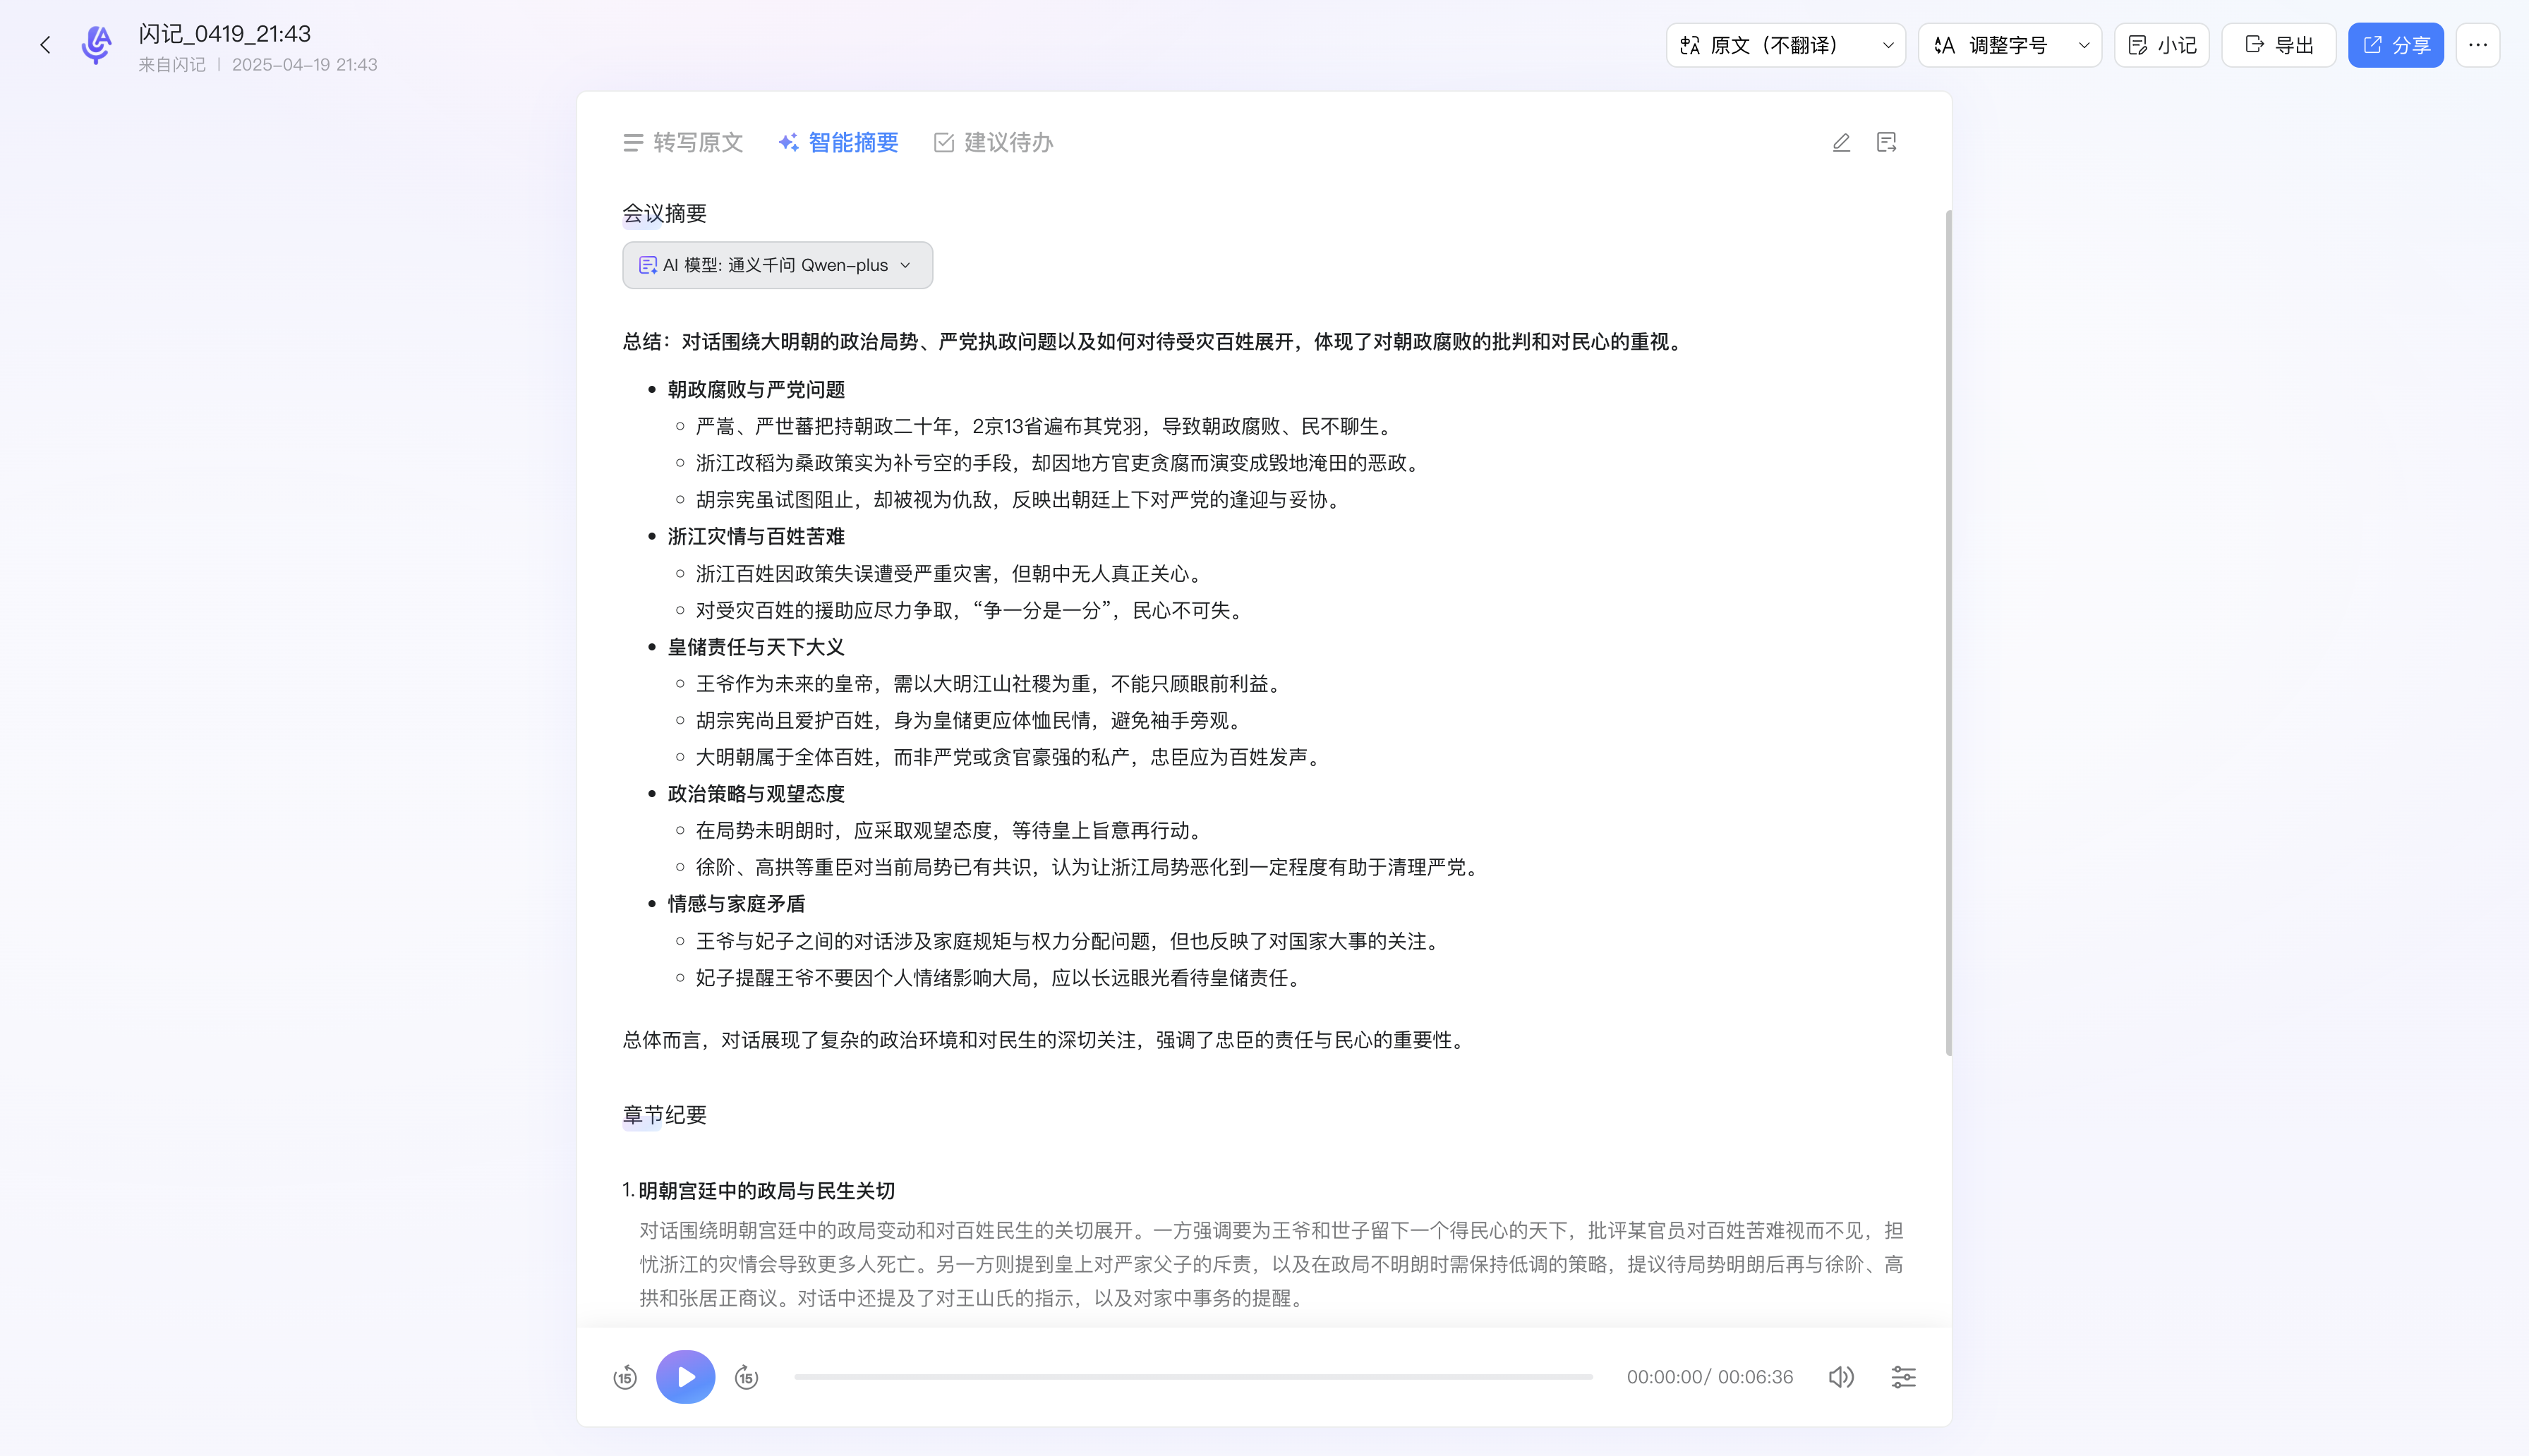 闪记_0419_21:43
来自闪记 | 2025-04-19 21:43
原文（不翻译）
调整字号
小记
导出
分享
转写原文
智能摘要
建议待办
会议摘要
AI 模型: 通义千问 Qwen-plus
总结：对话围绕大明朝的政治局势、严党执政问题以及如何对待受灾百姓展开，体现了对朝政腐败的批判和对民心的重视。
朝政腐败与严党问题
严嵩、严世蕃把持朝政二十年，2京13省遍布其党羽，导致朝政腐败、民不聊生。
浙江改稻为桑政策实为补亏空的手段，却因地方官吏贪腐而演变成毁地淹田的恶政。
胡宗宪虽试图阻止，却被视为仇敌，反映出朝廷上下对严党的逢迎与妥协。
浙江灾情与百姓苦难
浙江百姓因政策失误遭受严重灾害，但朝中无人真正关心。
对受灾百姓的援助应尽力争取，“争一分是一分”，民心不可失。
皇储责任与天下大义
王爷作为未来的皇帝，需以大明江山社稷为重，不能只顾眼前利益。
胡宗宪尚且爱护百姓，身为皇储更应体恤民情，避免袖手旁观。
大明朝属于全体百姓，而非严党或贪官豪强的私产，忠臣应为百姓发声。
政治策略与观望态度
在局势未明朗时，应采取观望态度，等待皇上旨意再行动。
徐阶、高拱等重臣对当前局势已有共识，认为让浙江局势恶化到一定程度有助于清理严党。
情感与家庭矛盾
王爷与妃子之间的对话涉及家庭规矩与权力分配问题，但也反映了对国家大事的关注。
妃子提醒王爷不要因个人情绪影响大局，应以长远眼光看待皇储责任。
总体而言，对话展现了复杂的政治环境和对民生的深切关注，强调了忠臣的责任与民心的重要性。
章节纪要
1. 明朝宫廷中的政局与民生关切
对话围绕明朝宫廷中的政局变动和对百姓民生的关切展开。一方强调要为王爷和世子留下一个得民心的天下，批评某官员对百姓苦难视而不见，担
忧浙江的灾情会导致更多人死亡。另一方则提到皇上对严家父子的斥责，以及在政局不明朗时需保持低调的策略，提议待局势明朗后再与徐阶、高
拱和张居正商议。对话中还提及了对王山氏的指示，以及对家中事务的提醒。
15
15
00:00:00/ 00:06:36